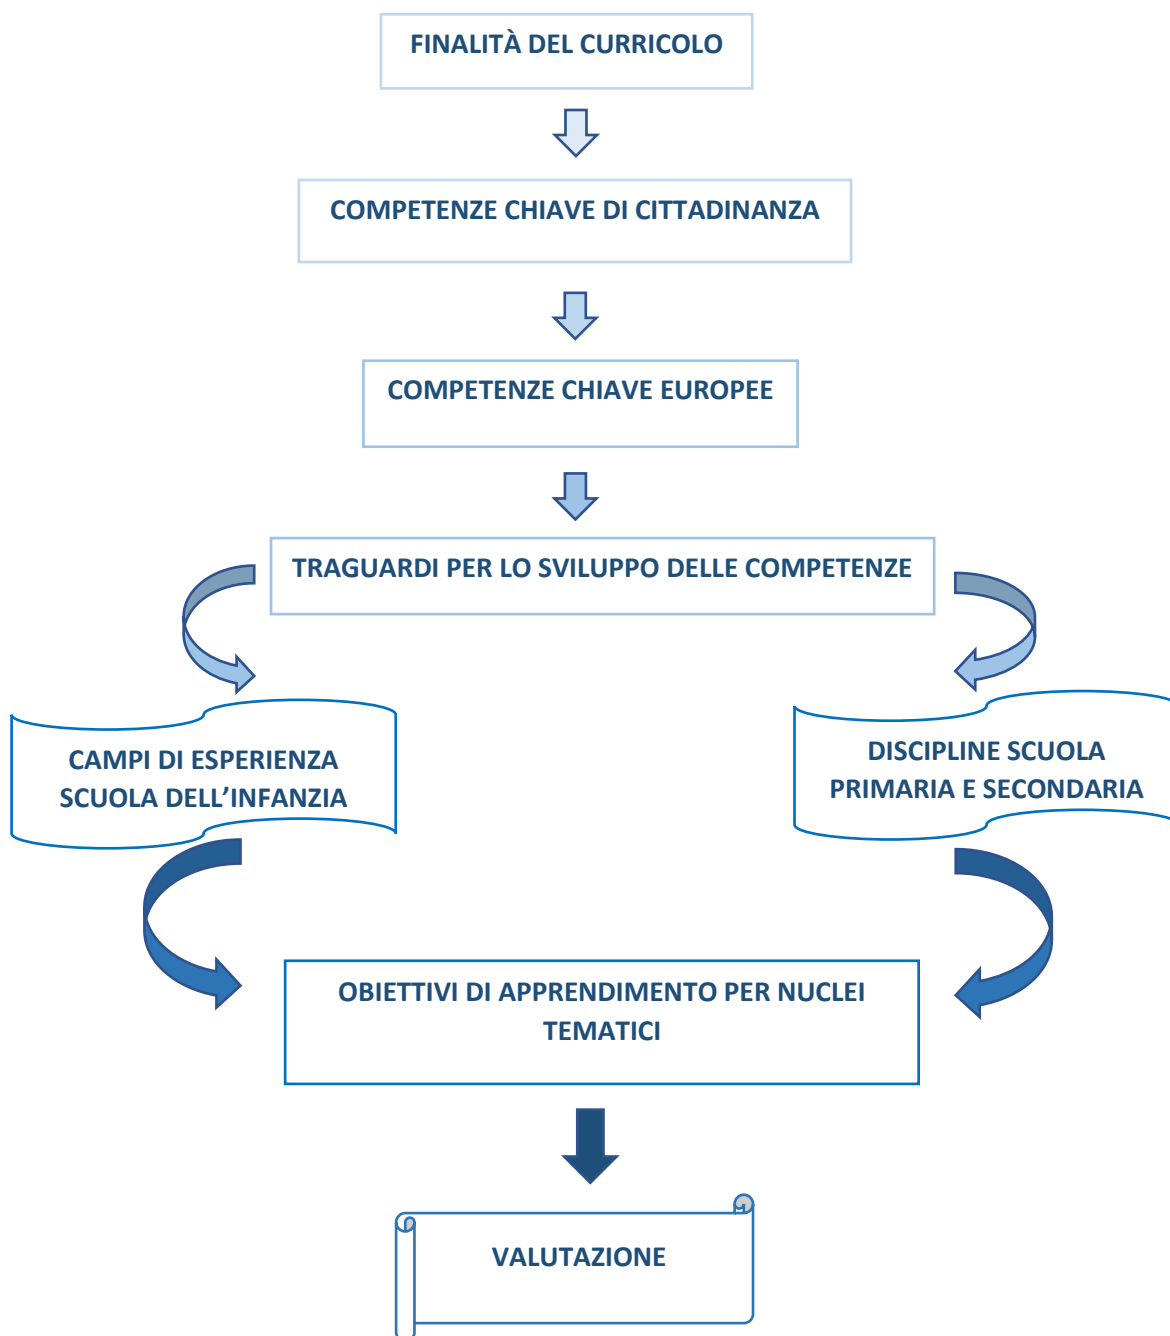 FINALITÀ DEL CURRICOLO
COMPETENZE CHIAVE DI CITTADINANZA
COMPETENZE CHIAVE EUROPEE
TRAGUARDI PER LO SVILUPPO DELLE COMPETENZE
CAMPI DI ESPERIENZA
SCUOLA DELL’INFANZIA
DISCIPLINE SCUOLA
PRIMARIA E SECONDARIA
OBIETTIVI DI APPRENDIMENTO PER NUCLEI
TEMATICI
VALUTAZIONE